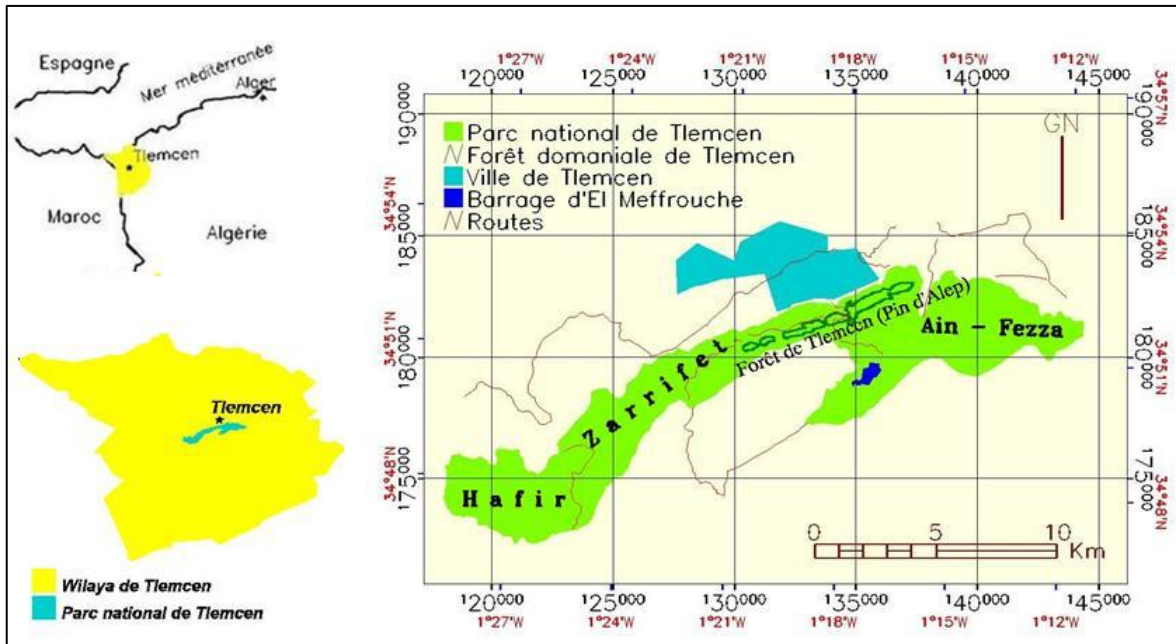 Espagne
Mer méditerranée
Alger
Tlemcen
Maroc
Algérie
Tlemcen
Wilaya de Tlemcen
Parc national de Tlemcen
1°27'W 1°24'W 1°21'W 1°18'W 1°15'W 1°12'W
120000 125000 130000 135000 140000 145000
190000
34°54'N
185000
34°51'N
180000
34°48'N
175000
Parc national de Tlemcen
Forêt domaniale de Tlemcen
Ville de Tlemcen
Barrage d'El Meffrouche
Routes
GN
Forêt de Tlemcen (Pin d'Alep)
Ain - Fezza
Zarrifet
Hafir
0 5 10
Km
34°57'N
190000
34°54'N
185000
180000
34°51'N
175000
34°48'N
120000 125000 130000 135000 140000 145000
1°27'W 1°24'W 1°21'W 1°18'W 1°15'W 1°12'W